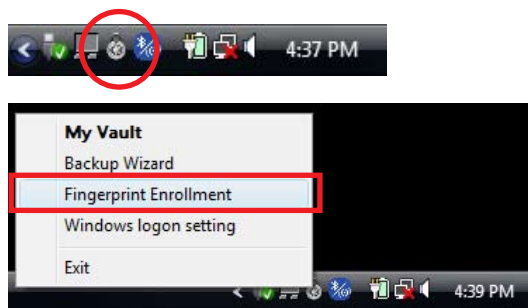 4:37 PM
My Vault
Backup Wizard
Fingerprint Enrollment
Windows logon setting
Exit
4:39 PM